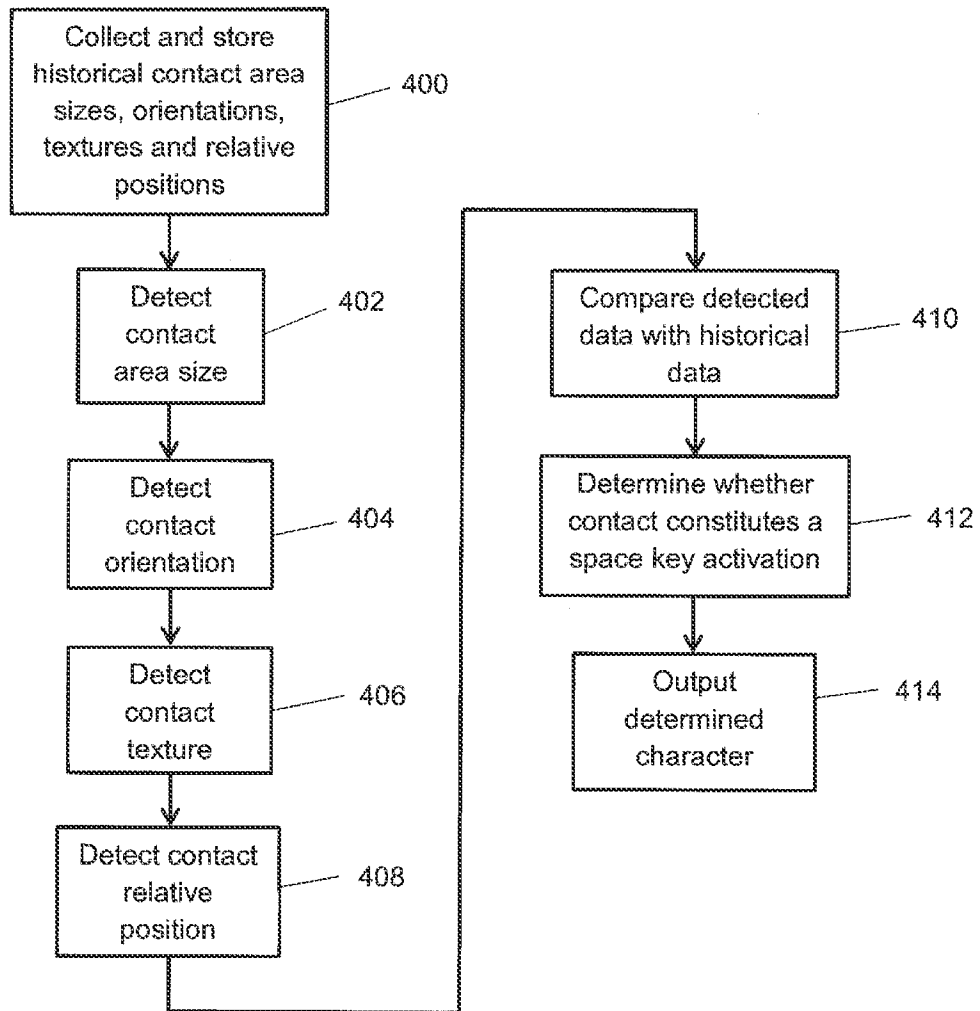 Collect and store
historical contact area
sizes, orientations,
textures and relative
positions
400
Detect
contact
area size
402
Detect
contact
orientation
404
Detect
contact
texture
406
Detect contact
relative
position
408
Compare detected
data with historical
data
410
Determine whether
contact constitutes a
space key activation
412
Output
determined
character
414